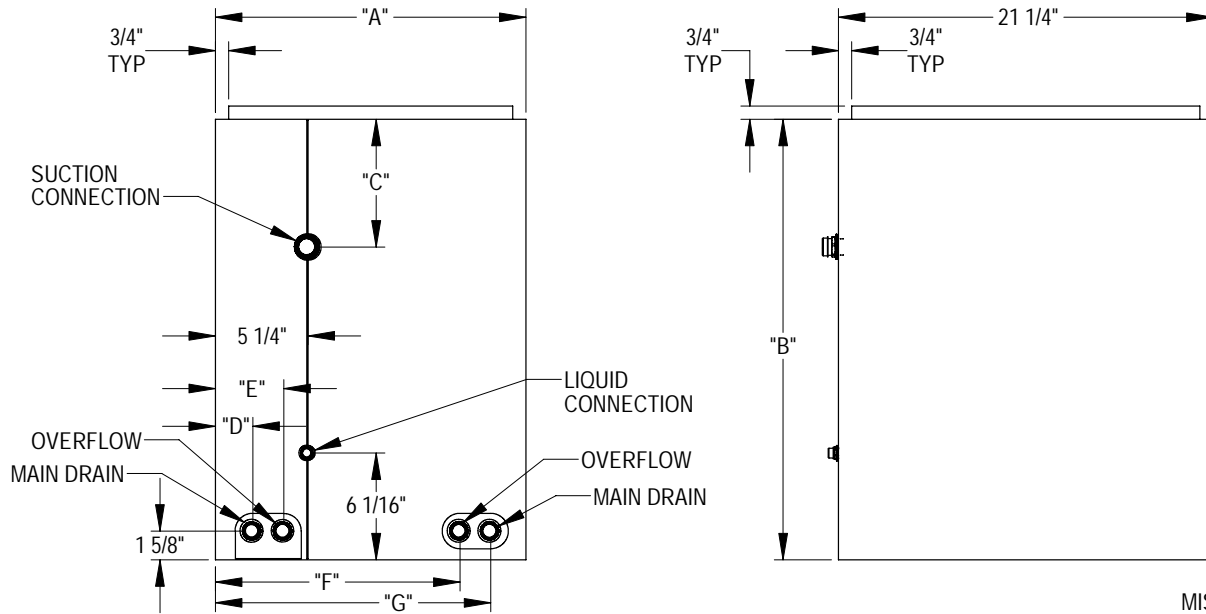 "A"
3/4"
TYP
SUCTION
CONNECTION
"C"
5 1/4"
"E"
"D"
LIQUID
CONNECTION
OVERFLOW
MAIN DRAIN
6 1/16"
OVERFLOW
MAIN DRAIN
1 5/8"
"F"
"G"
21 1/4"
3/4"
TYP
3/4"
TYP
"B"
MIS